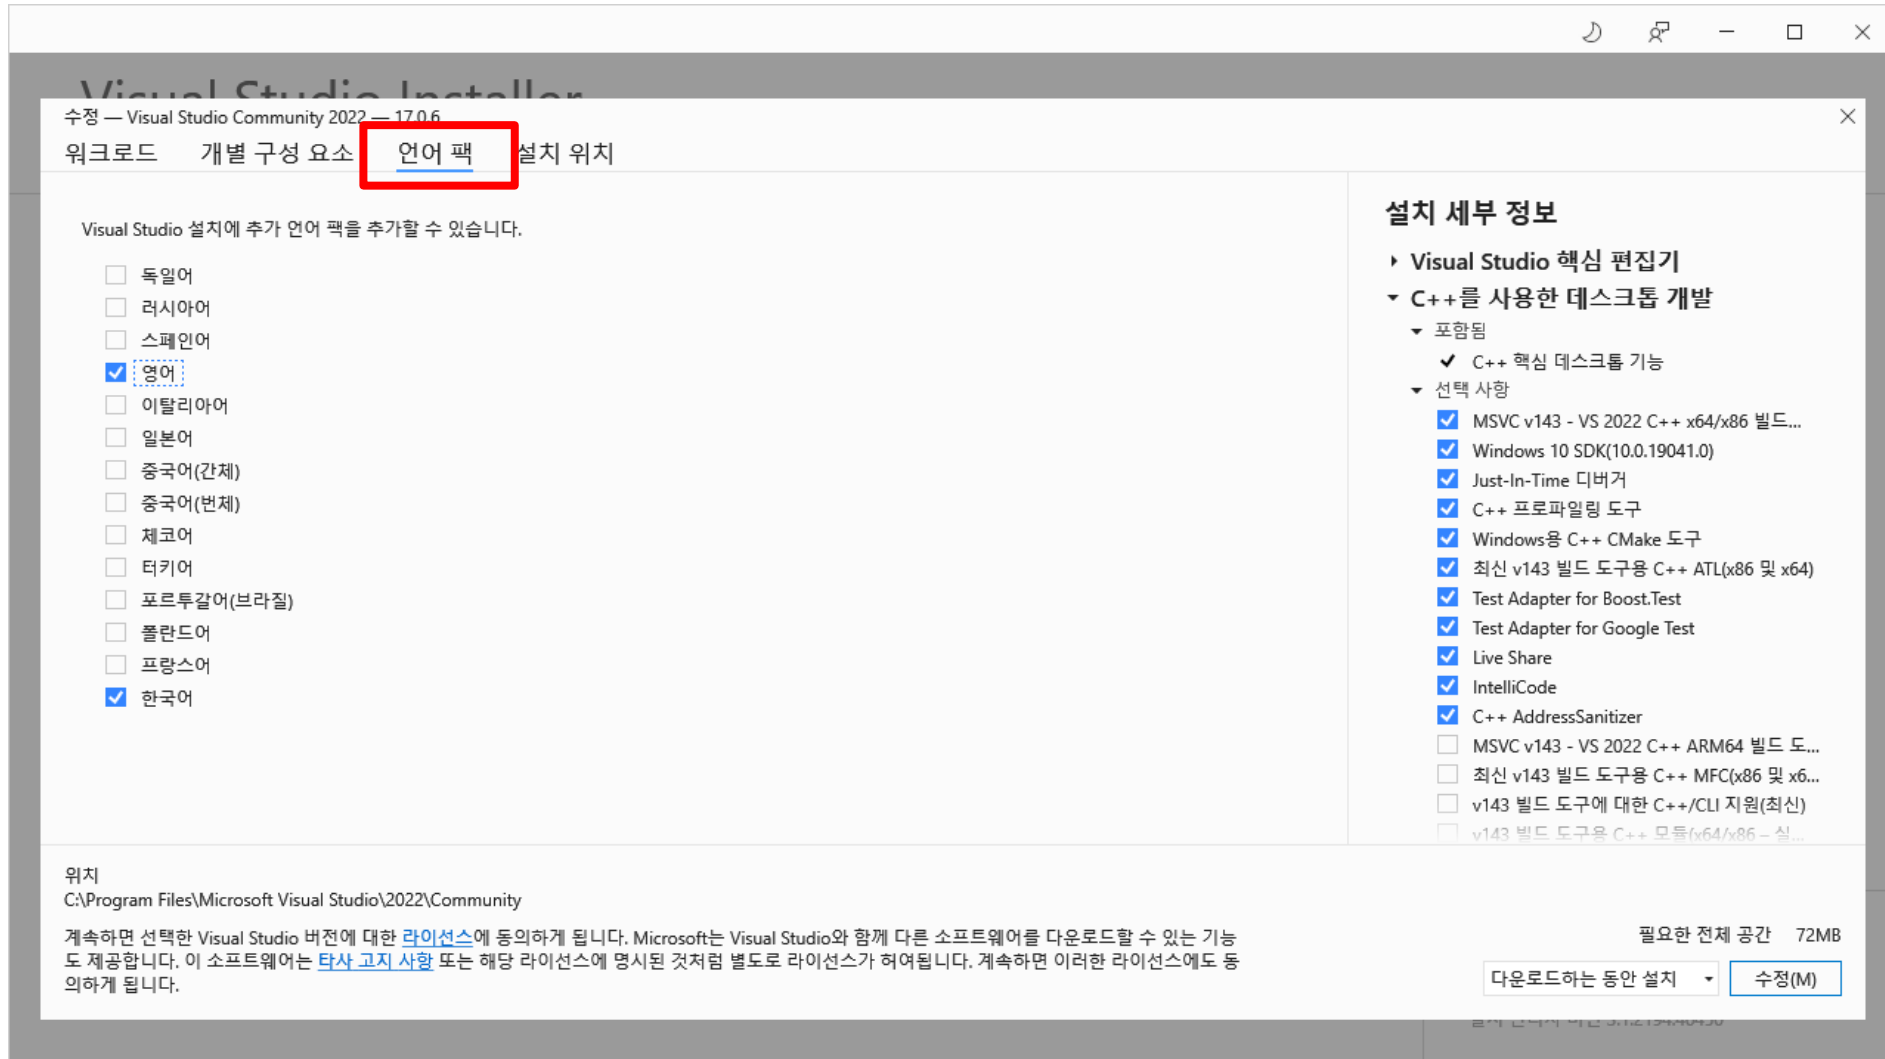 Visual Studio Installer
수정 — Visual Studio Community 2022 — 17.0.6
워크로드
개별 구성 요소
언어 팩
설치 위치
Visual Studio 설치에 추가 언어 팩을 추가할 수 있습니다.
독일어
러시아어
스페인어
영어
이탈리아어
일본어
중국어(간체)
중국어(번체)
체코어
터키어
포르투갈어(브라질)
폴란드어
프랑스어
한국어
설치 세부 정보
Visual Studio 핵심 편집기
C++를 사용한 데스크톱 개발
포함됨
C++ 핵심 데스크톱 기능
선택 사항
MSVC v143 - VS 2022 C++ x64/x86 빌드...
Windows 10 SDK(10.0.19041.0)
Just-In-Time 디버거
C++ 프로파일링 도구
Windows용 C++ CMake 도구
최신 v143 빌드 도구용 C++ ATL(x86 및 x64)
Test Adapter for Boost.Test
Test Adapter for Google Test
Live Share
IntelliCode
C++ AddressSanitizer
MSVC v143 - VS 2022 C++ ARM64 빌드 도...
최신 v143 빌드 도구용 C++ MFC(x86 및 x6...
v143 빌드 도구에 대한 C++/CLI 지원(최신)
v143 빌드 도구용 C++ 모듈(x64/x86 – 실...
위치
C:\Program Files\Microsoft Visual Studio\2022\Community
계속하면 선택한 Visual Studio 버전에 대한 라이선스에 동의하게 됩니다. Microsoft는 Visual Studio와 함께 다른 소프트웨어를 다운로드할 수 있는 기능
도 제공합니다. 이 소프트웨어는 타사 고지 사항 또는 해당 라이선스에 명시된 것처럼 별도로 라이선스가 허여됩니다. 계속하면 이러한 라이선스에도 동
의하게 됩니다.
필요한 전체 공간 72MB
다운로드하는 동안 설치
수정(M)